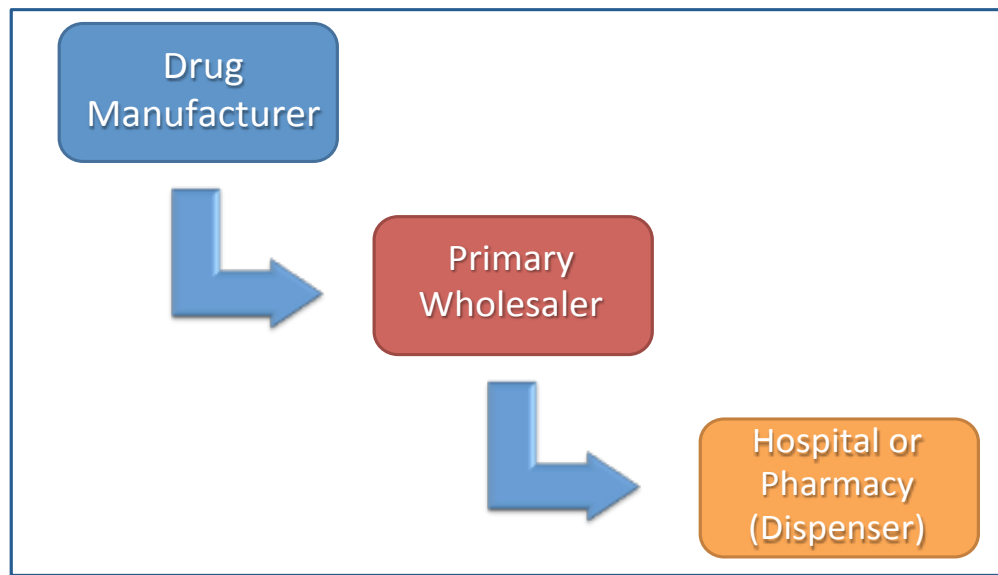 Drug
Manufacturer
Primary
Wholesaler
Hospital or
Pharmacy
(Dispenser)